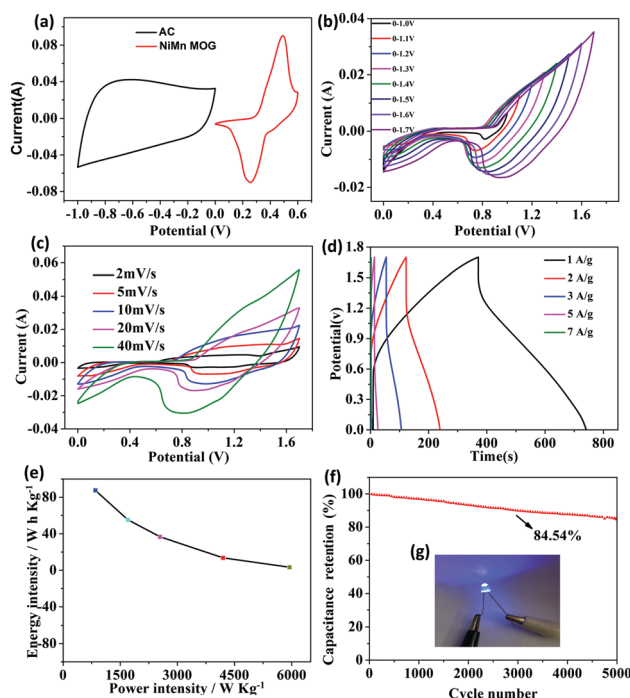 (a)
AC
NiMn MOG
0.08
0.04
0.00
-0.04
-0.08
Current(A)
-1.0 -0.8 -0.6 -0.4 -0.2 0.0 0.2 0.4 0.6
Potential (V)
(b)
0-1.0V
0-1.1V
0-1.2V
0-1.3V
0-1.4V
0-1.5V
0-1.6V
0-1.7V
0.04
0.02
0.00
-0.02
Current (A)
0.0 0.4 0.8 1.2 1.6
Potential (V)
(c)
2mV/s
5mV/s
10mV/s
20mV/s
40mV/s
0.06
0.04
0.02
0.00
-0.02
-0.04
Current (A)
0.0 0.4 0.8 1.2 1.6
Potential (V)
(d)
1 A/g
2 A/g
3 A/g
5 A/g
7 A/g
1.8
1.5
1.2
0.9
0.6
0.3
0.0
Potential(v)
0 200 400 600 800
Time(s)
(e)
80
40
0
-40
-80
Energy intensity / W h Kg-1
0 1500 3000 4500 6000
Power intensity / W Kg-1
(f)
100
80
60
40
20
0
Capacitance retention (%)
84.54%
(g)
0 1000 2000 3000 4000 5000
Cycle number